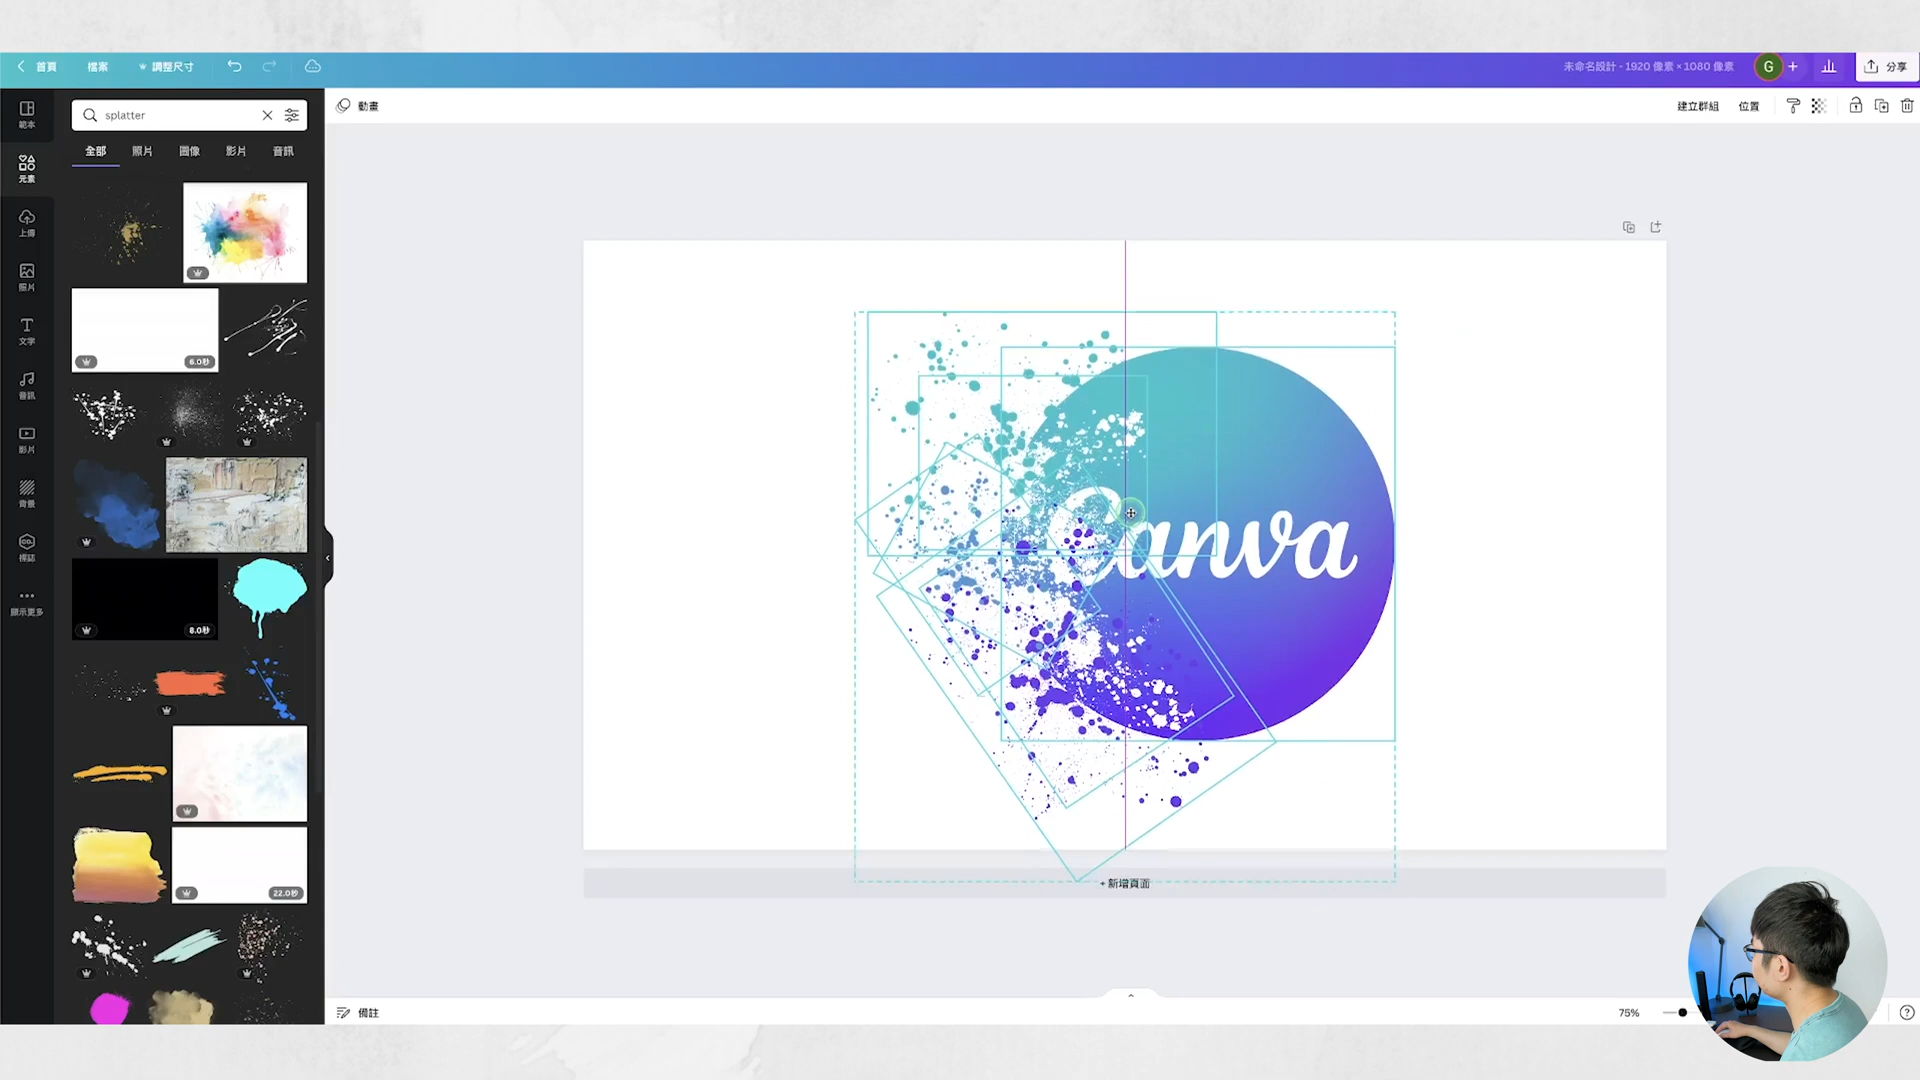 首頁
檔案
調整尺寸
未命名設計 - 1920 像素 × 1080 像素
G
分享
範本
元素
上傳
照片
文字
音訊
影片
背景
標誌
CO.
顯示更多
splatter
全部
照片
圖像
影片
音訊
6.0秒
8.0秒
22.0秒
動畫
建立群組
位置
Canva
+ 新增頁面
備註
75%